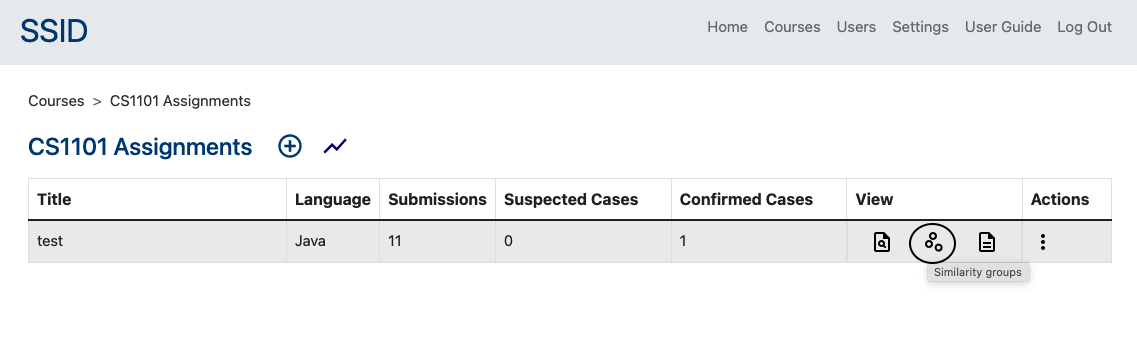 SSID
Home Courses Users Settings User Guide Log Out
Courses > CS1101 Assignments
CS1101 Assignments
Title Language Submissions Suspected Cases Confirmed Cases View Actions
test Java 11 0 1
Similarity groups